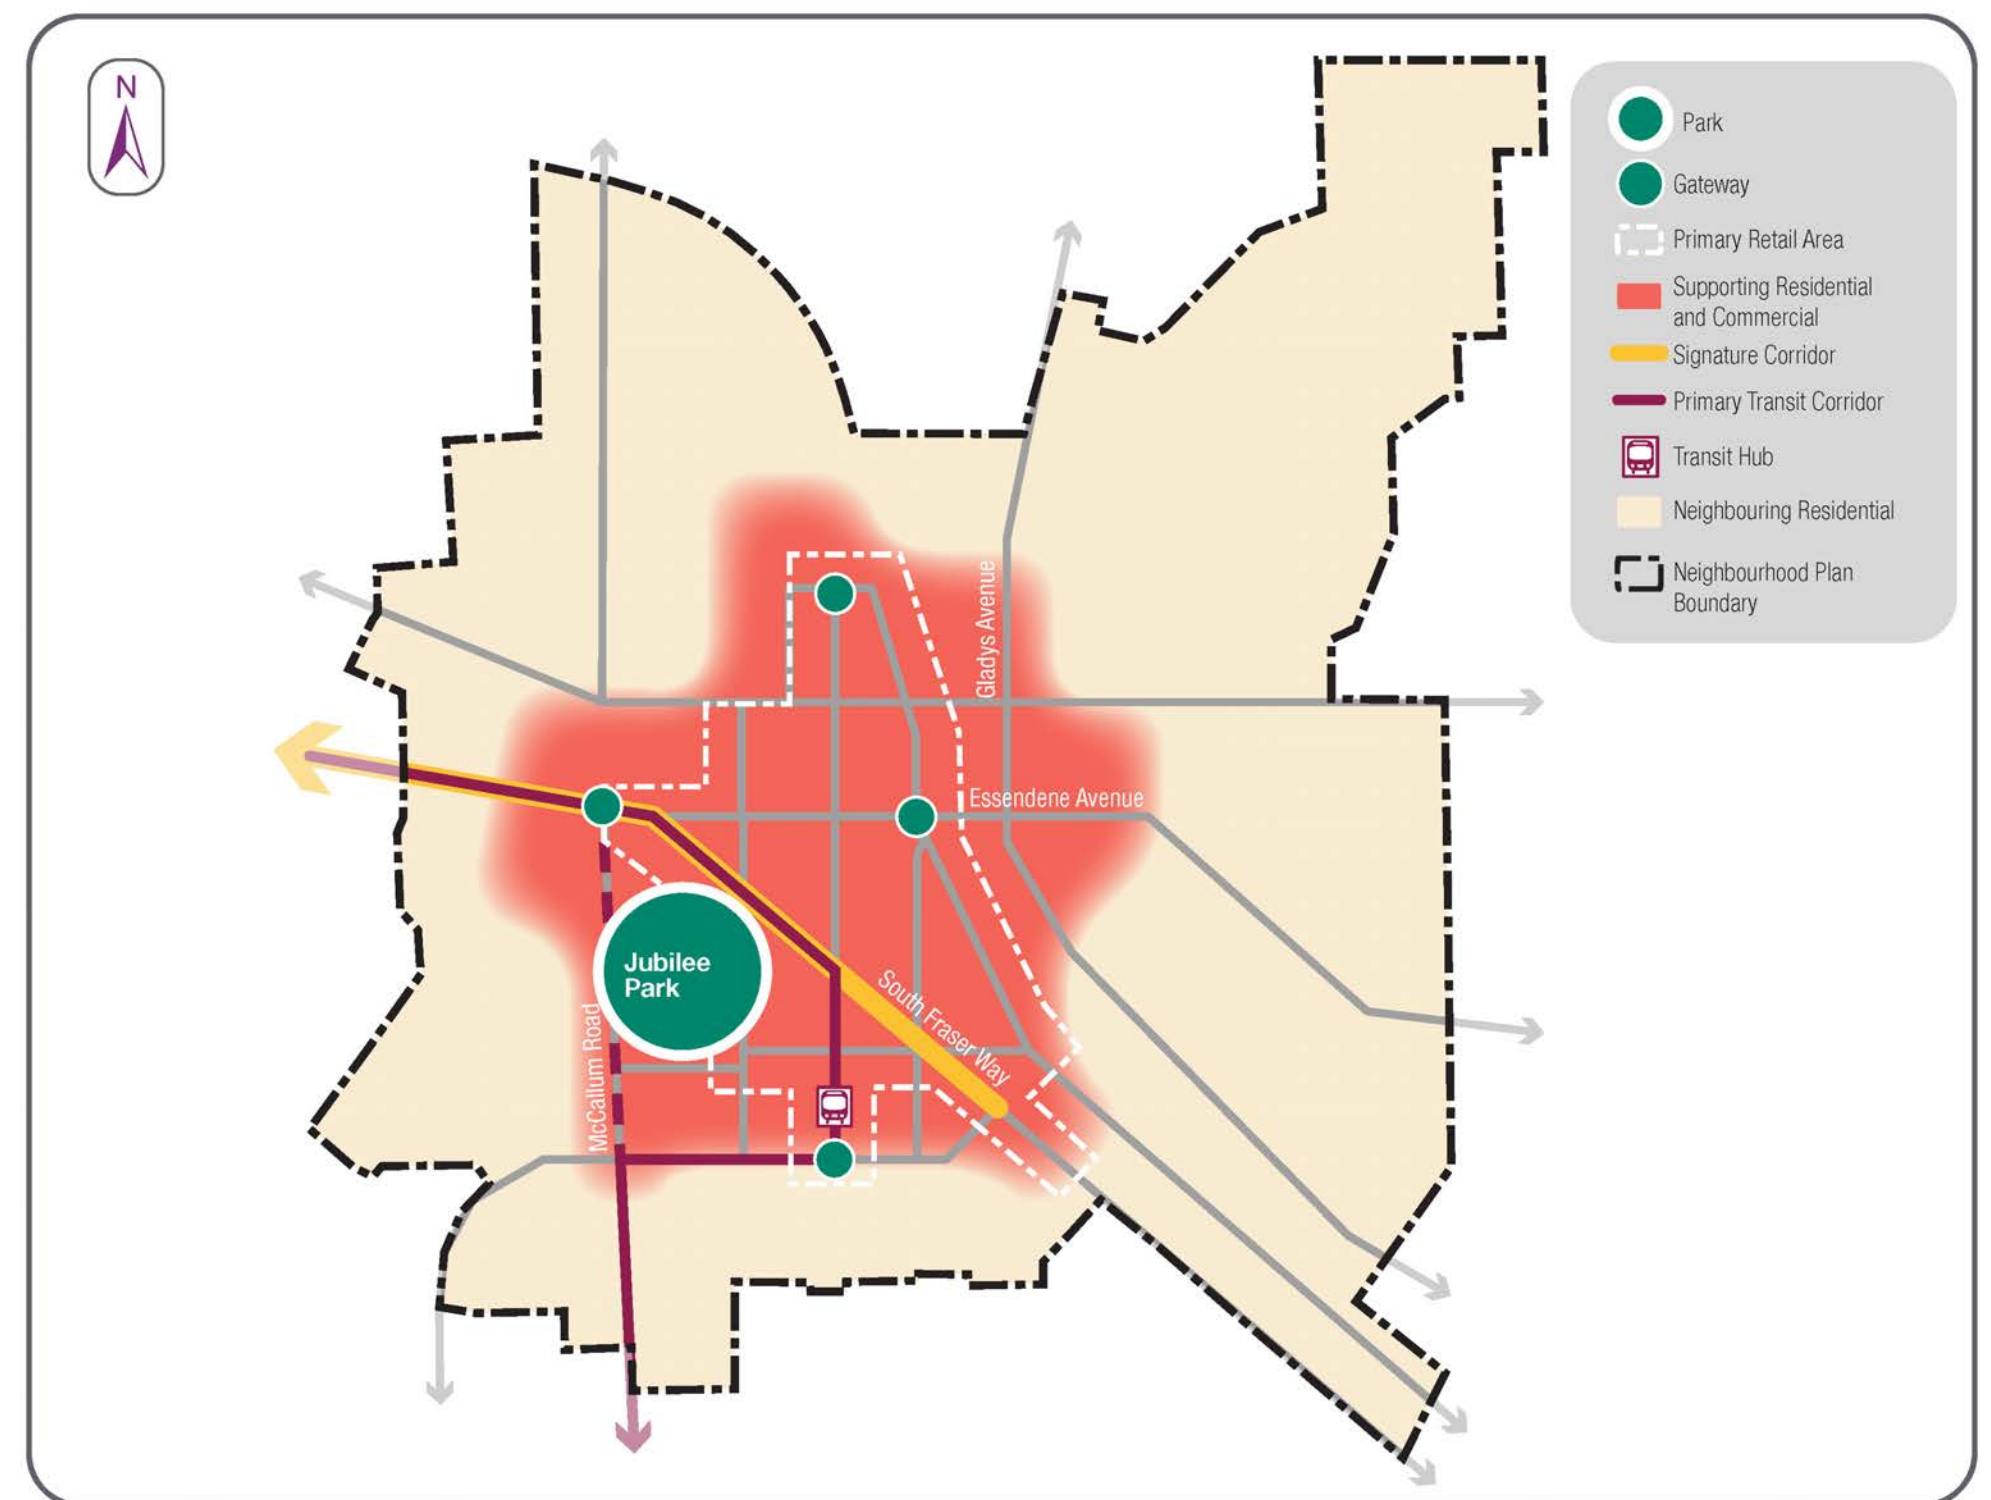 N
Park
Gateway
Primary Retail Area
Supporting Residential
and Commercial
Signature Corridor
Primary Transit Corridor
Transit Hub
Neighbouring Residential
Neighbourhood Plan
Boundary
Gladys Avenue
Essendene Avenue
Jubilee
Park
South Fraser Way
McCallum Road